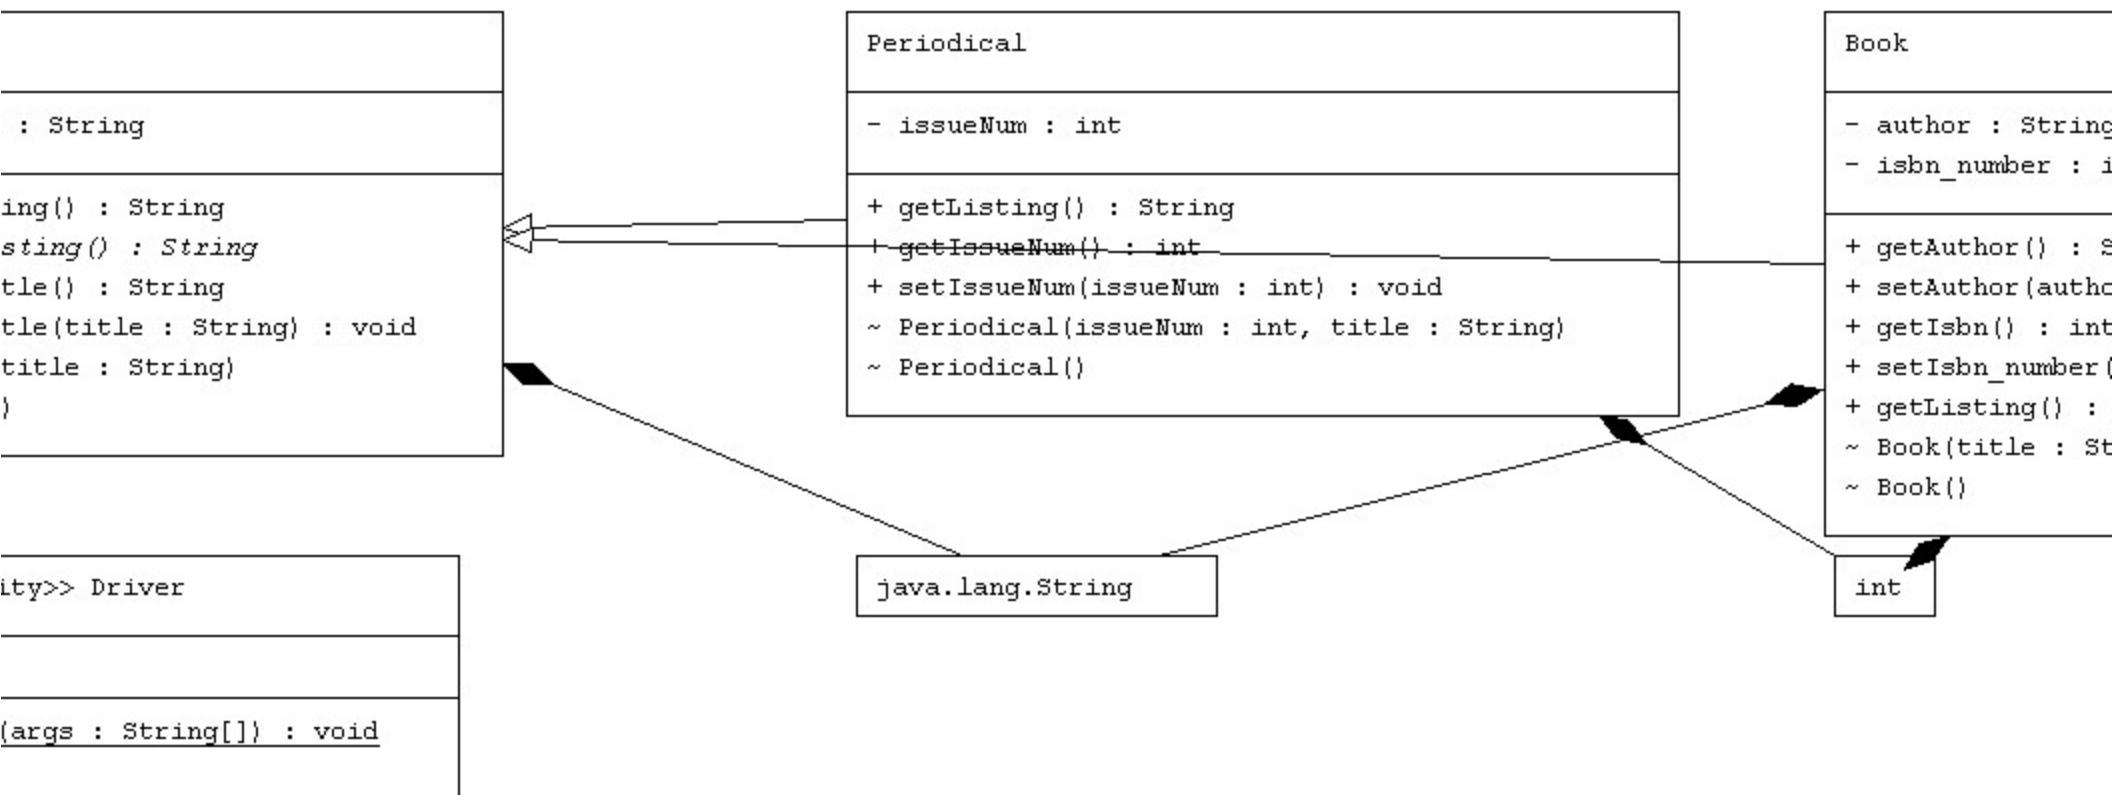 : String
ing() : String
sting() : String
tle() : String
tle(title : String) : void
title : String)
)
Periodical
- issueNum : int
+ getListing() : String
+ getIssueNum() : int
+ setIssueNum(issueNum : int) : void
~ Periodical(issueNum : int, title : String)
~ Periodical()
Book
- author : String
- isbn_number : i
+ getAuthor() : S
+ setAuthor(autho
+ getIsbn() : int
+ setIsbn_number(
+ getListing() :
~ Book(title : St
~ Book()
ity>> Driver
(args : String[]) : void
java.lang.String
int